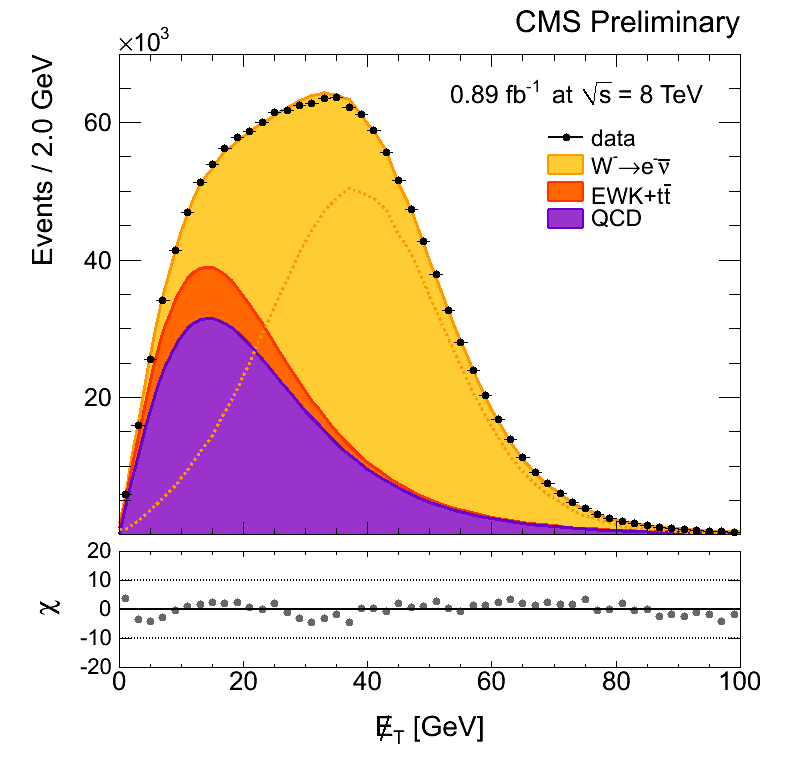 CMS Preliminary
×10³
0.89 fb⁻¹ at √s = 8 TeV
data
W⁻→e⁻ν̅
EWK+tt̅
QCD
Events / 2.0 GeV
60
40
20
20
10
0
-10
-20
χ
0 20 40 60 80 100
E̸T [GeV]